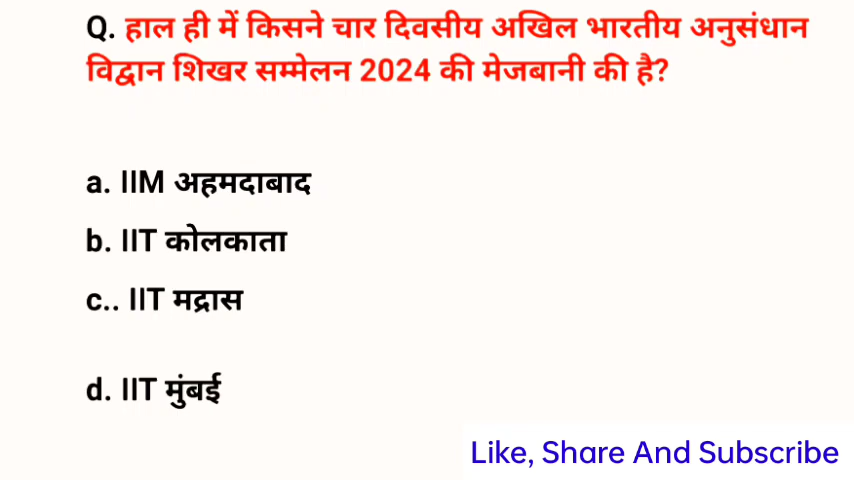 Q. हाल ही में किसने चार दिवसीय अखिल भारतीय अनुसंधान
विद्वान शिखर सम्मेलन 2024 की मेजबानी की है?
a. IIM अहमदाबाद
b. IIT कोलकाता
c.. IIT मद्रास
d. IIT मुंबई
Like, Share And Subscribe